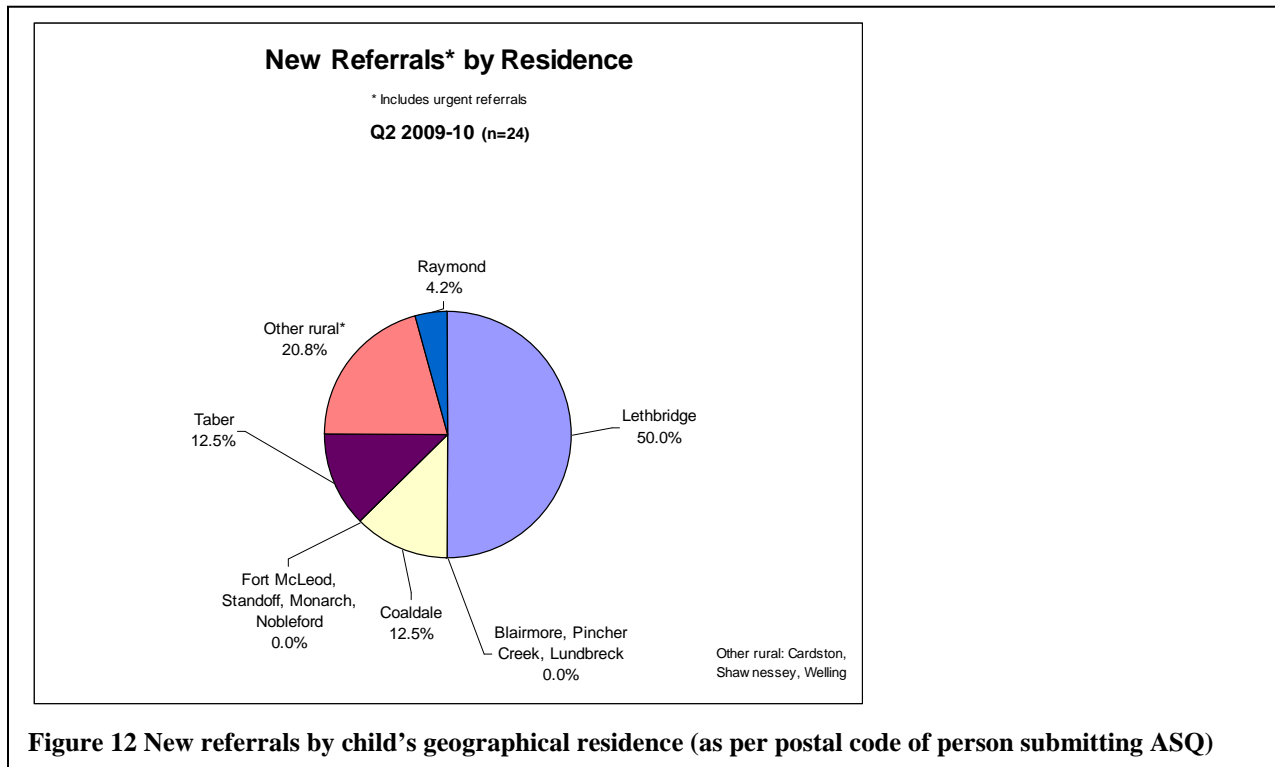 New Referrals* by Residence
* Includes urgent referrals
Q2 2009-10 (n=24)
Raymond
4.2%
Other rural*
20.8%
Taber
12.5%
Lethbridge
50.0%
Fort McLeod,
Standoff, Monarch,
Nobleford
0.0%
Coaldale
12.5%
Blairmore, Pincher
Creek, Lundbreck
0.0%
Other rural: Cardston,
Shawnessey, Welling
Figure 12 New referrals by child's geographical residence (as per postal code of person submitting ASQ)